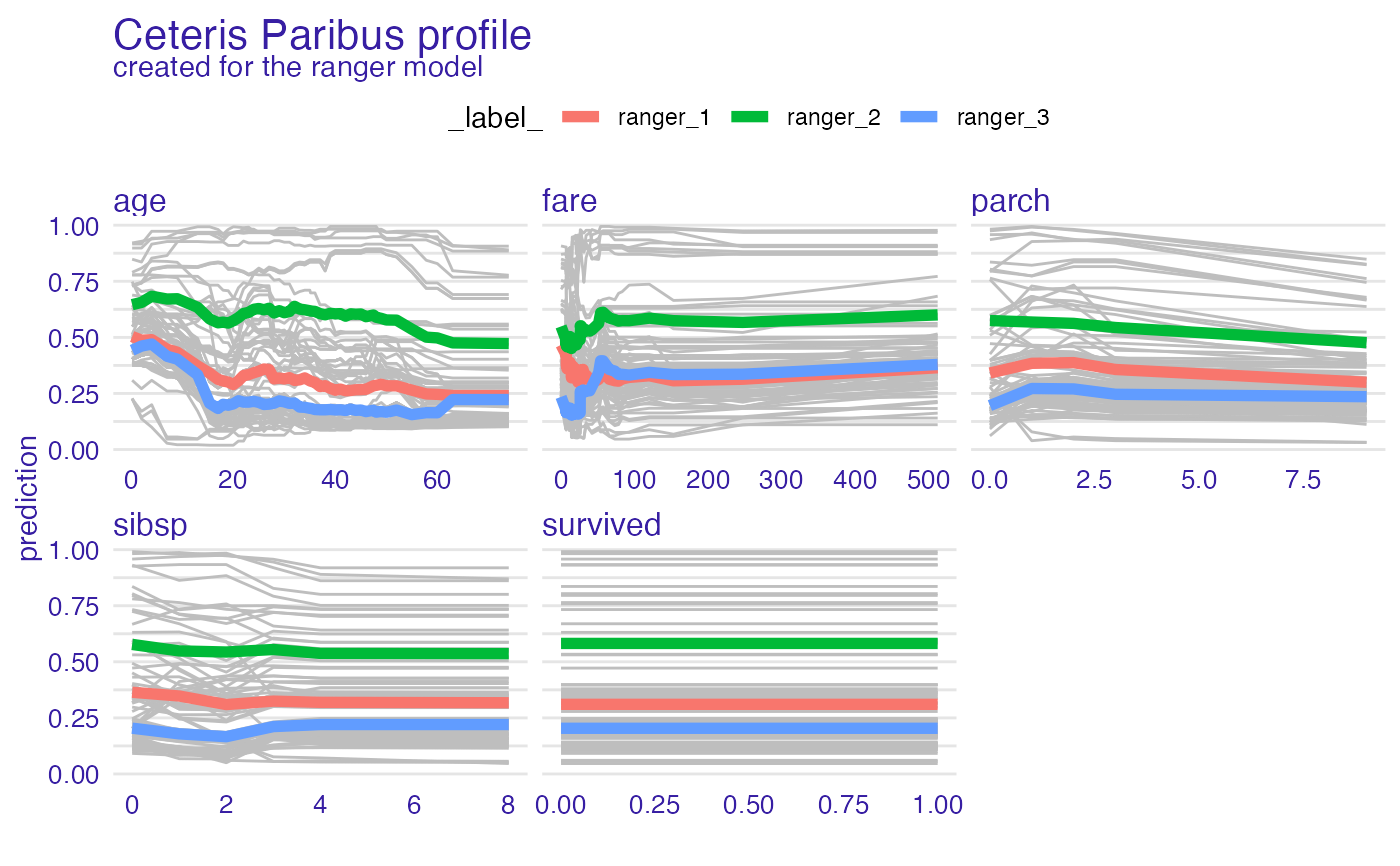 Ceteris Paribus profile
created for the ranger model
_label_ ranger_1 ranger_2 ranger_3
age fare parch
1.00
0.75
0.50
0.25
0.00
0 20 40 60 0 100 200 300 400 500 0.0 2.5 5.0 7.5
prediction
sibsp survived
1.00
0.75
0.50
0.25
0.00
0 2 4 6 8 0.00 0.25 0.50 0.75 1.00